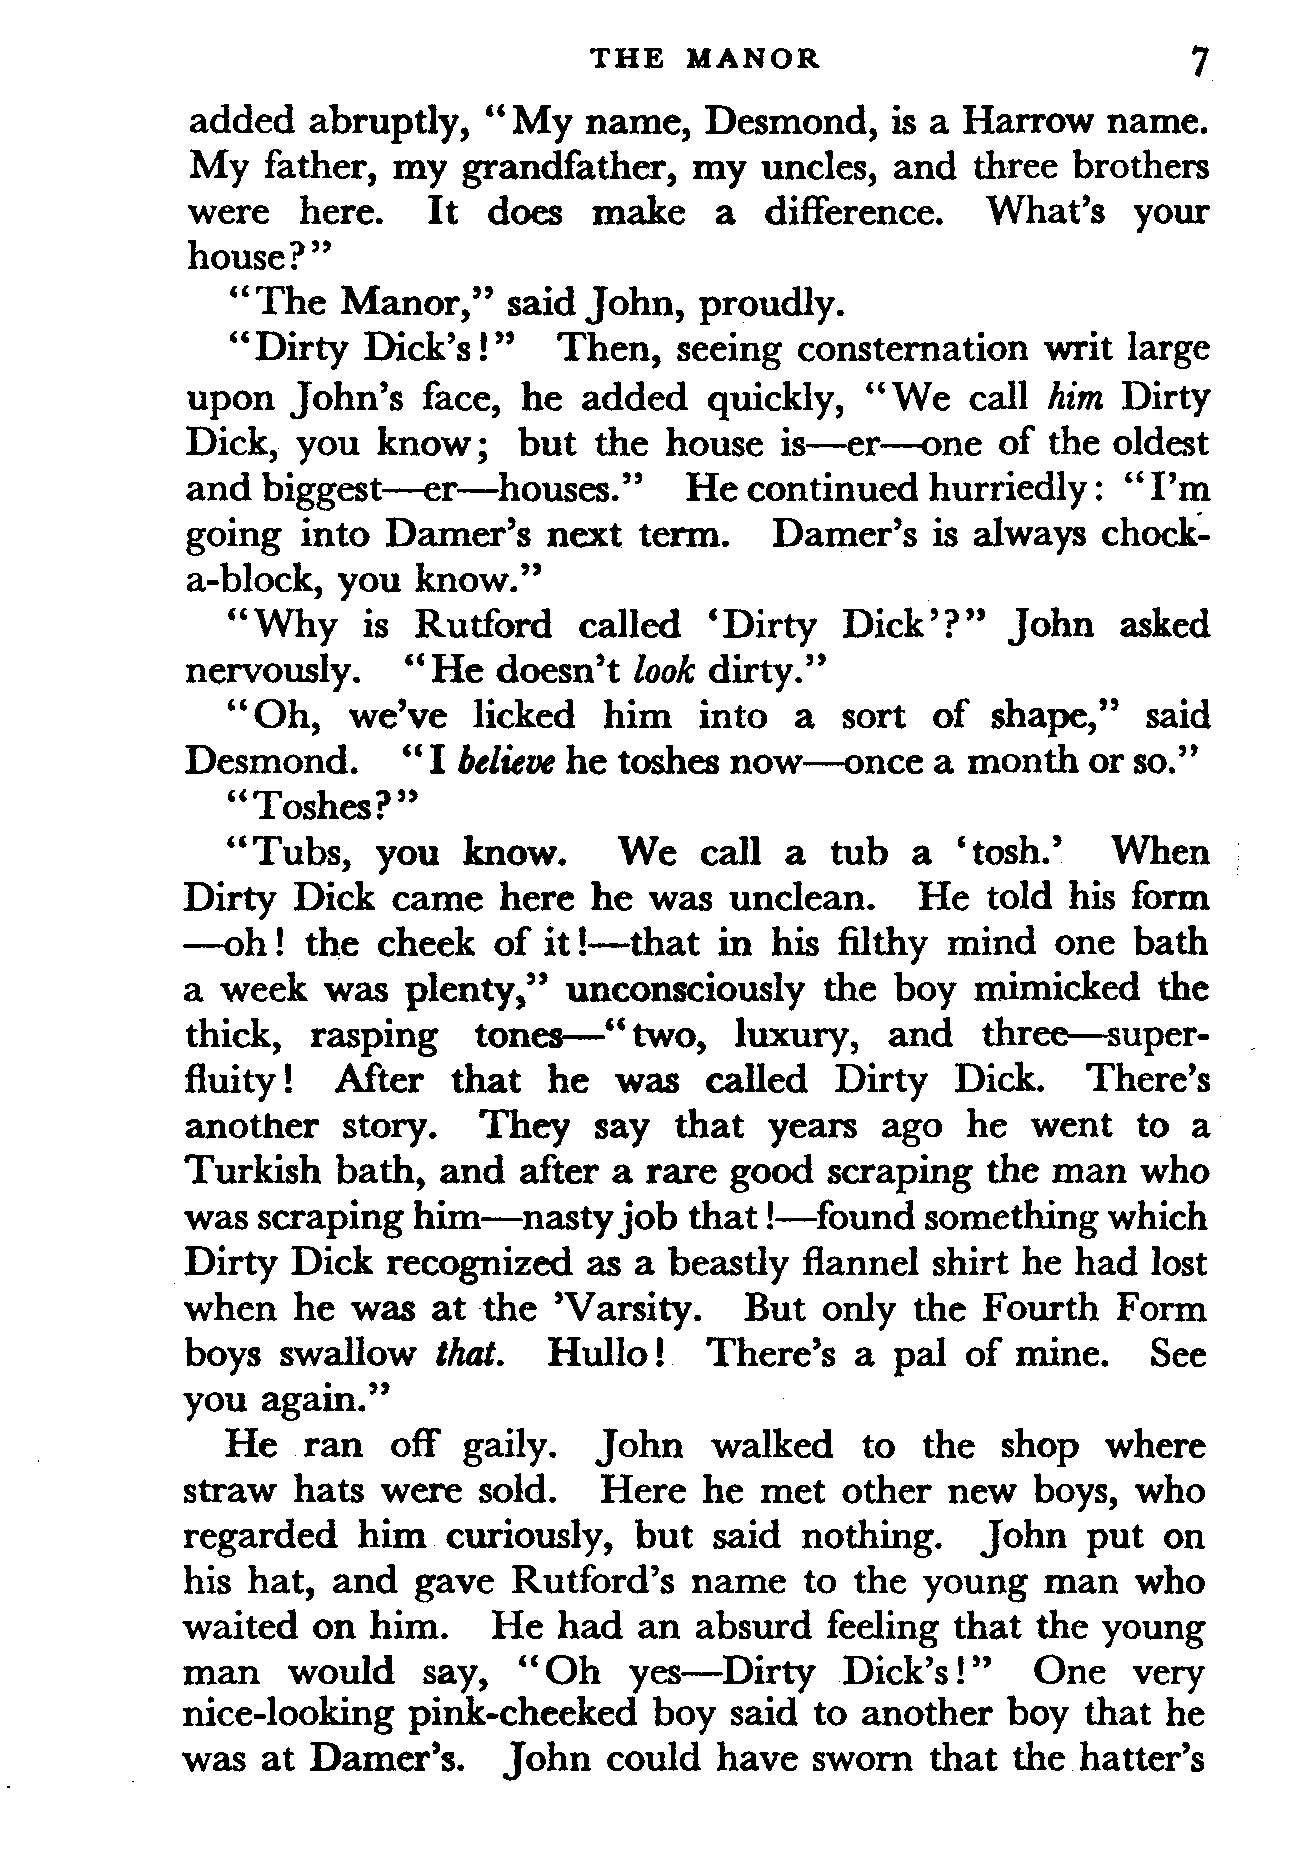 THE MANOR 7
added abruptly, “My name, Desmond, is a Harrow name.
My father, my grandfather, my uncles, and three brothers
were here. It does make a difference. What’s your
house?”
“The Manor,” said John, proudly.
“Dirty Dick’s!” Then, seeing consternation writ large
upon John’s face, he added quickly, “We call him Dirty
Dick, you know; but the house is—er—one of the oldest
and biggest—er—houses.” He continued hurriedly: “I’m
going into Damer’s next term. Damer’s is always chock-
a-block, you know.”
“Why is Rutford called ‘Dirty Dick’?” John asked
nervously. “He doesn’t look dirty.”
“Oh, we’ve licked him into a sort of shape,” said
Desmond. “I believe he toshes now—once a month or so.”
“Toshes?”
“Tubs, you know. We call a tub a ‘tosh.’ When
Dirty Dick came here he was unclean. He told his form
—oh! the cheek of it!—that in his filthy mind one bath
a week was plenty,” unconsciously the boy mimicked the
thick, rasping tones—“two, luxury, and three—super-
fluity! After that he was called Dirty Dick. There’s
another story. They say that years ago he went to a
Turkish bath, and after a rare good scraping the man who
was scraping him—nasty job that!—found something which
Dirty Dick recognized as a beastly flannel shirt he had lost
when he was at the ’Varsity. But only the Fourth Form
boys swallow that. Hullo! There’s a pal of mine. See
you again.”
He ran off gaily. John walked to the shop where
straw hats were sold. Here he met other new boys, who
regarded him curiously, but said nothing. John put on
his hat, and gave Rutford’s name to the young man who
waited on him. He had an absurd feeling that the young
man would say, “Oh yes—Dirty Dick’s!” One very
nice-looking pink-cheeked boy said to another boy that he
was at Damer’s. John could have sworn that the hatter’s